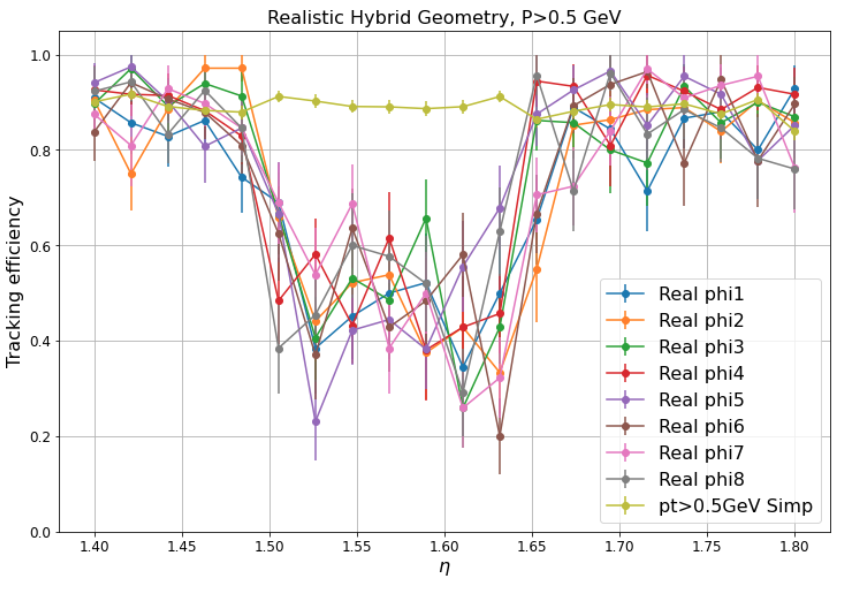 Realistic Hybrid Geometry, P>0.5 GeV
Tracking efficiency
1.0
0.8
0.6
0.4
0.2
0.0
1.40 1.45 1.50 1.55 1.60 1.65 1.70 1.75 1.80
η
Real phi1
Real phi2
Real phi3
Real phi4
Real phi5
Real phi6
Real phi7
Real phi8
pt>0.5GeV Simp